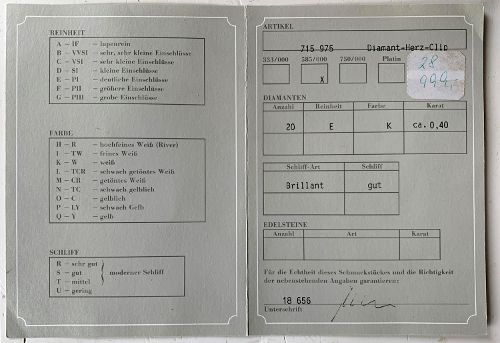 REINHEIT
A – IF – lupenrein
B – VVSI – sehr, sehr kleine Einschlüsse
C – VSI – sehr kleine Einschlüsse
D – SI – kleine Einschlüsse
E – PI – deutliche Einschlüsse
F – PII – größere Einschlüsse
G – PIII – grobe Einschlüsse
FARBE
H – R – hochfeines Weiß (River)
I – TW – feines Weiß
K – W – weiß
L – TCR – schwach getöntes Weiß
M – CR – getöntes Weiß
N – TC – schwach gelblich
O – C – gelblich
P – LY – schwach Gelb
Q – Y – gelb
SCHLIFF
R – sehr gut
S – gut
T – mittel
U – gering
moderner Schliff
ARTIKEL
715 975 Diamant-Herz-Clip
333/000 585/000 750/000 Platin
X
28
999,-
DIAMANTEN
Anzahl Reinheit Farbe Karat
20 E K ca. 0,40
Schliff-Art Schliff
Brillant gut
EDELSTEINE
Anzahl Art Karat
Für die Echtheit dieses Schmuckstückes und die Richtigkeit
der nebenstehenden Angaben garantieren:
18 656
Unterschrift